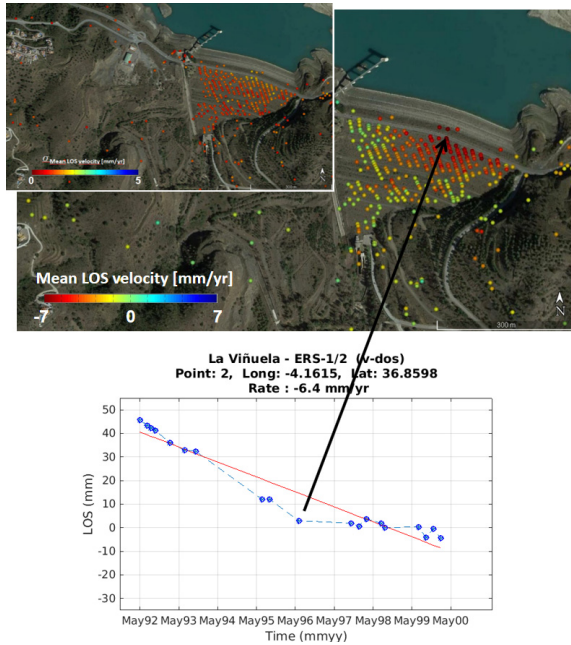 σ Mean LOS velocity [mm/yr]
0 5
N
Mean LOS velocity [mm/yr]
-7 0 7
300 m
N
La Viñuela - ERS-1/2 (v-dos)
Point: 2, Long: -4.1615, Lat: 36.8598
Rate : -6.4 mm/yr
50
40
30
20
10
0
-10
-20
-30
LOS (mm)
May92 May93 May94 May95 May96 May97 May98 May99 May00
Time (mmyy)